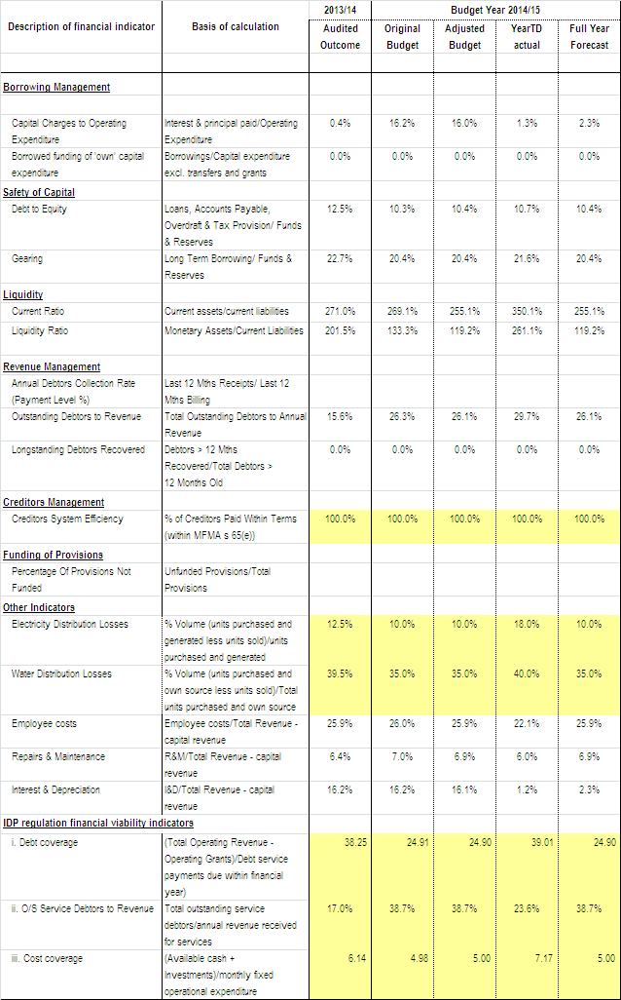 Description of financial indicator Basis of calculation 2013/14 Budget Year 2014/15
Audited Outcome Original Budget Adjusted Budget YearTD actual Full Year Forecast
Borrowing Management
Capital Charges to Operating Interest & principal paid/Operating 0.4% 16.2% 16.0% 1.3% 2.3%
Expenditure Expenditure
Borrowed funding of 'own' capital Borrowings/Capital expenditure 0.0% 0.0% 0.0% 0.0% 0.0%
expenditure excl. transfers and grants
Safety of Capital
Debt to Equity Loans, Accounts Payable, 12.5% 10.3% 10.4% 10.7% 10.4%
Overdraft & Tax Provision/ Funds
& Reserves
Gearing Long Term Borrowing/ Funds & 22.7% 20.4% 20.4% 21.6% 20.4%
Reserves
Liquidity
Current Ratio Current assets/current liabilities 271.0% 269.1% 255.1% 350.1% 255.1%
Liquidity Ratio Monetary Assets/Current Liabilities 201.5% 133.3% 119.2% 261.1% 119.2%
Revenue Management
Annual Debtors Collection Rate Last 12 Mths Receipts/ Last 12
(Payment Level %) Mths Billing
Outstanding Debtors to Revenue Total Outstanding Debtors to Annual 15.6% 26.3% 26.1% 29.7% 26.1%
Revenue
Longstanding Debtors Recovered Debtors > 12 Mths 0.0% 0.0% 0.0% 0.0% 0.0%
Recovered/Total Debtors >
12 Months Old
Creditors Management
Creditors System Efficiency % of Creditors Paid Within Terms 100.0% 100.0% 100.0% 100.0% 100.0%
(within MFMA s 65(e))
Funding of Provisions
Percentage Of Provisions Not Unfunded Provisions/Total
Funded Provisions
Other Indicators
Electricity Distribution Losses % Volume (units purchased and 12.5% 10.0% 10.0% 18.0% 10.0%
generated less units sold)/units
purchased and generated
Water Distribution Losses % Volume (units purchased and 39.5% 35.0% 35.0% 40.0% 35.0%
own source less units sold)/Total
units purchased and own source
Employee costs Employee costs/Total Revenue - 25.9% 26.0% 25.9% 22.1% 25.9%
capital revenue
Repairs & Maintenance R&M/Total Revenue - capital 6.4% 7.0% 6.9% 6.0% 6.9%
revenue
Interest & Depreciation I&D/Total Revenue - capital 16.2% 16.2% 16.1% 1.2% 2.3%
revenue
IDP regulation financial viability indicators
i. Debt coverage (Total Operating Revenue - 38.25 24.91 24.90 39.01 24.90
Operating Grants)/Debt service
payments due within financial
year)
ii. O/S Service Debtors to Revenue Total outstanding service 17.0% 38.7% 38.7% 23.6% 38.7%
debtors/annual revenue received
for services
iii. Cost coverage (Available cash + 6.14 4.98 5.00 7.17 5.00
Investments)/monthly fixed
operational expenditure